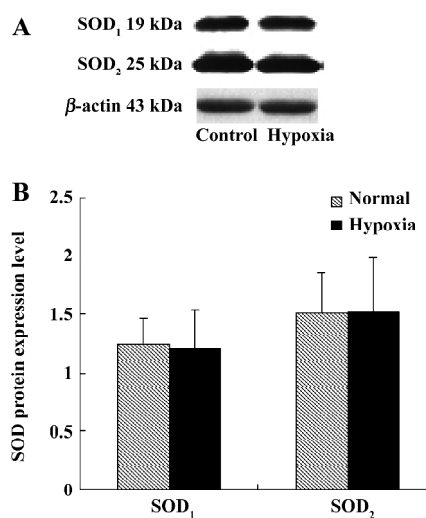 A
SOD₁ 19 kDa
SOD₂ 25 kDa
β-actin 43 kDa
Control Hypoxia
B
SOD protein expression level
2.5
2
1.5
1
0.5
0
Normal
Hypoxia
SOD₁ SOD₂